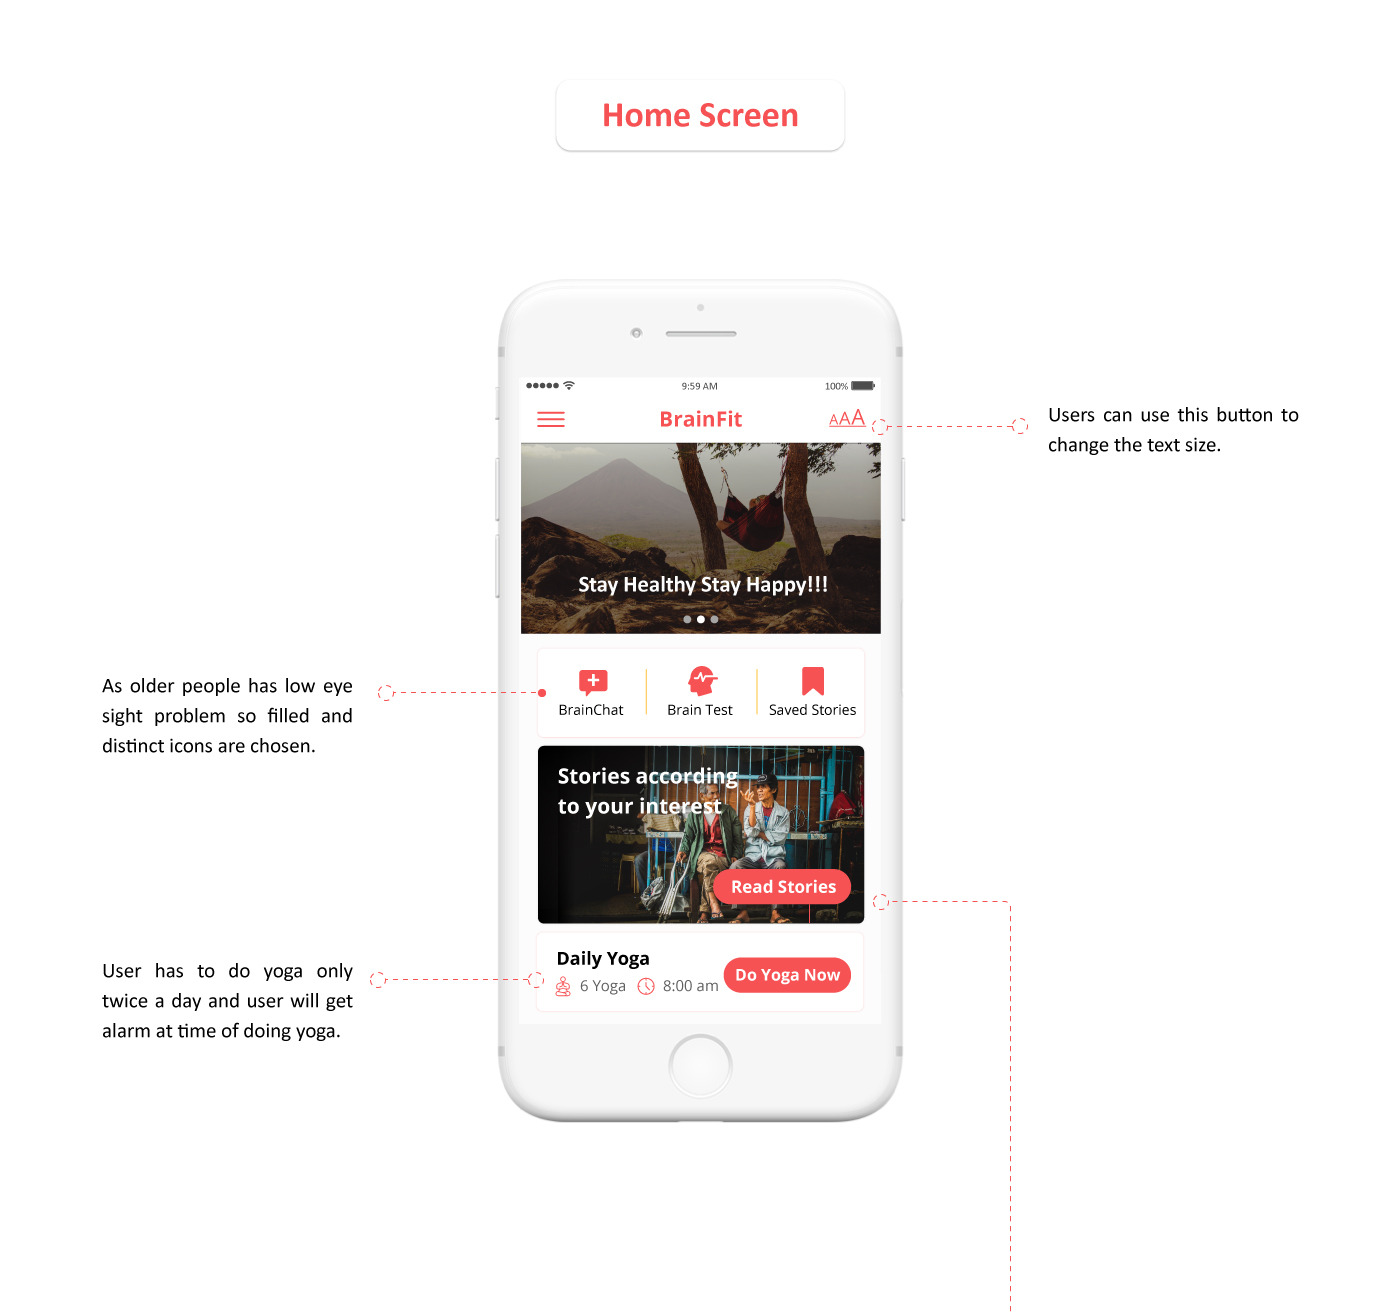 Home Screen
9:59 AM
100%
BrainFit
AAA
Users can use this button to
change the text size.
Stay Healthy Stay Happy!!!
As older people has low eye
sight problem so filled and
distinct icons are chosen.
BrainChat
Brain Test
Saved Stories
Stories according
to your interest
Read Stories
User has to do yoga only
twice a day and user will get
alarm at time of doing yoga.
Daily Yoga
6 Yoga
8:00 am
Do Yoga Now